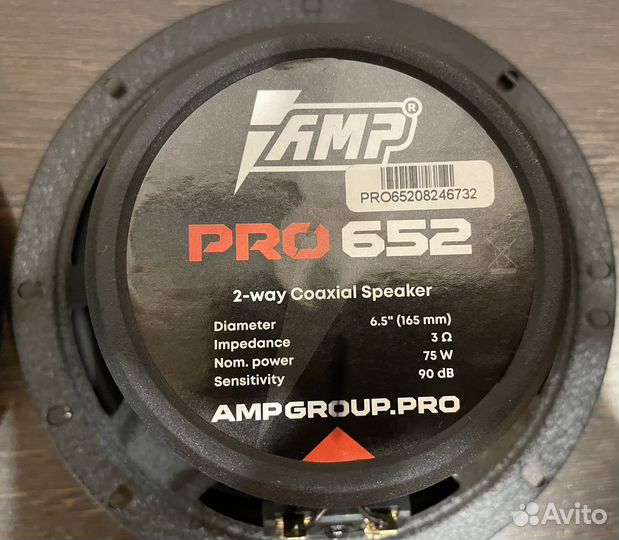 AMP®
PRO65208246732
PRO 652
2-way Coaxial Speaker
Diameter 6.5" (165 mm)
Impedance 3 Ω
Nom. power 75 W
Sensitivity 90 dB
AMPGROUP.PRO
Avito